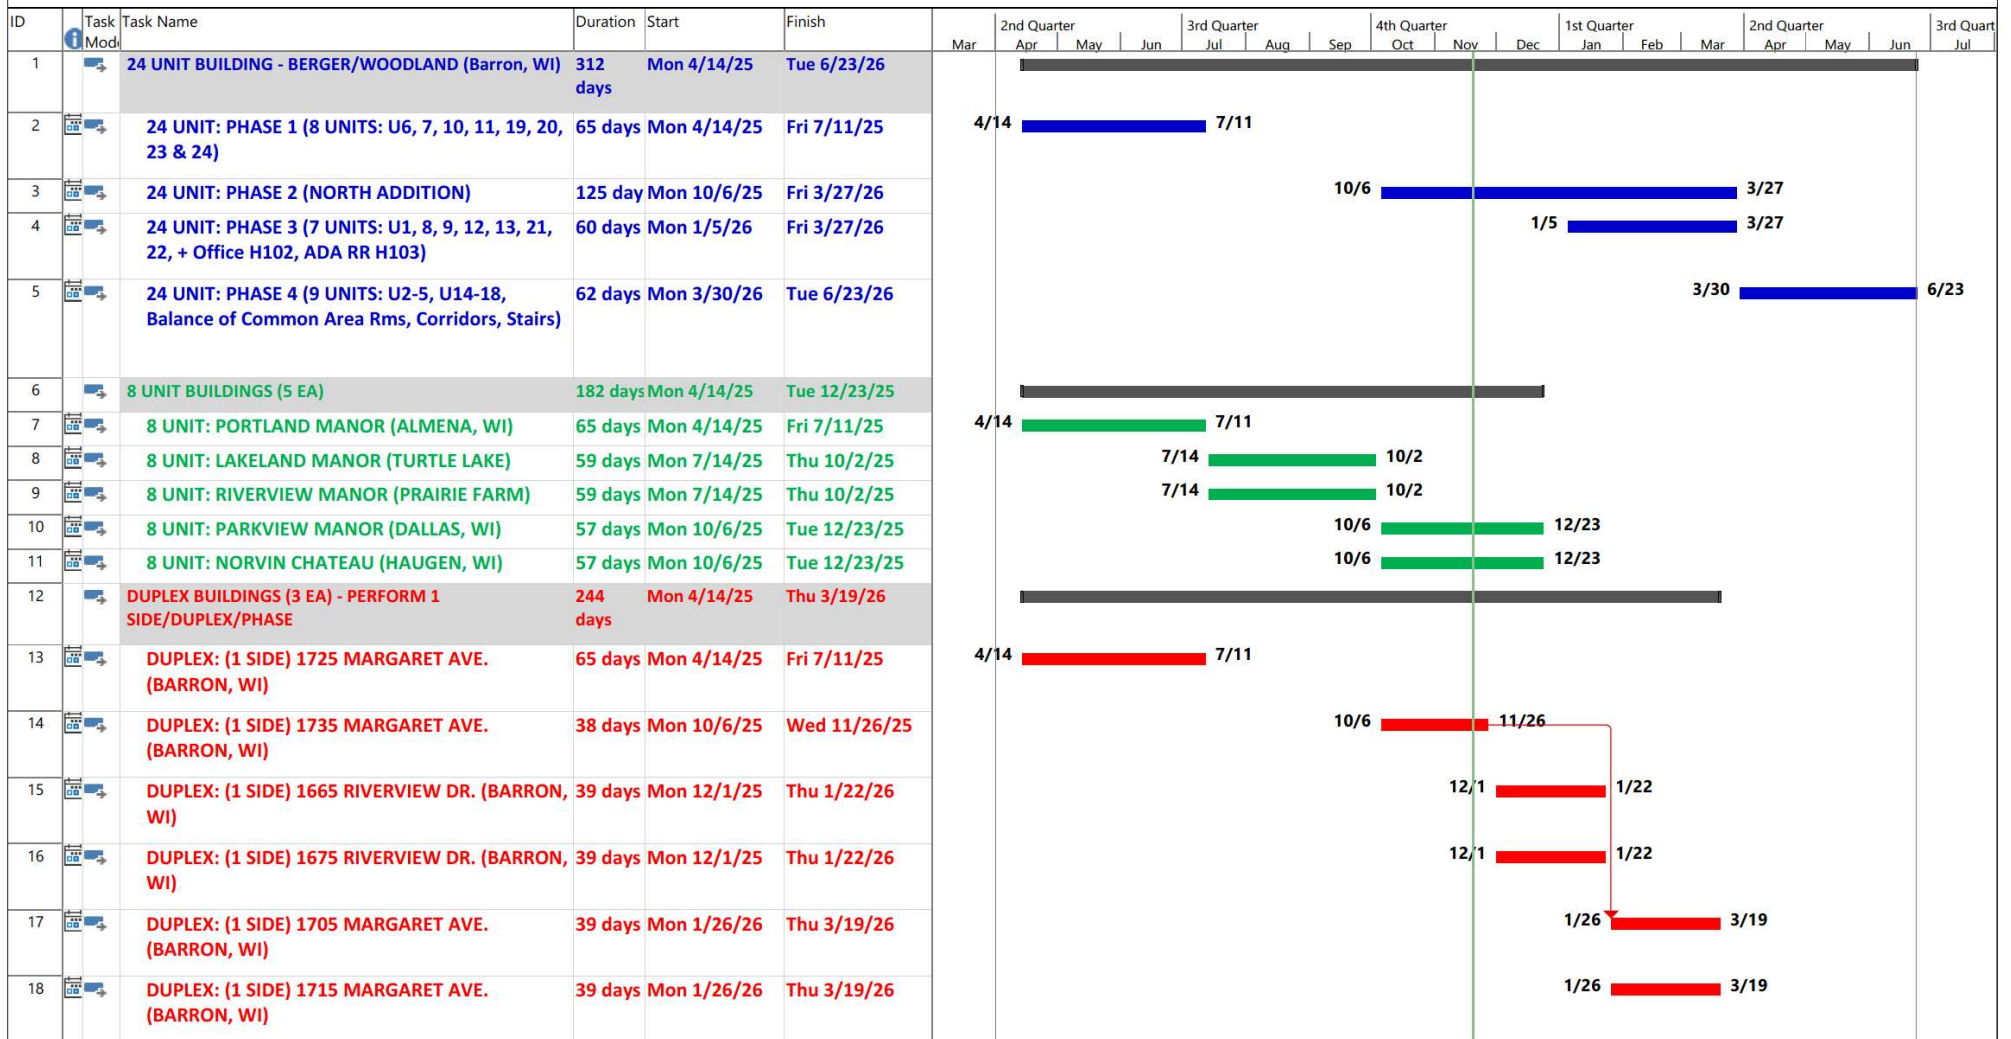 ID Task Mode Task Name Duration Start Finish
2nd Quarter 3rd Quarter 4th Quarter 1st Quarter 2nd Quarter 3rd Quart
Mar Apr May Jun Jul Aug Sep Oct Nov Dec Jan Feb Mar Apr May Jun Jul
1 24 UNIT BUILDING - BERGER/WOODLAND (Barron, WI) 312 Mon 4/14/25 Tue 6/23/26
days
2 24 UNIT: PHASE 1 (8 UNITS: U6, 7, 10, 11, 19, 20, 65 days Mon 4/14/25 Fri 7/11/25 4/14 7/11
23 & 24)
3 24 UNIT: PHASE 2 (NORTH ADDITION) 125 day Mon 10/6/25 Fri 3/27/26 10/6 3/27
4 24 UNIT: PHASE 3 (7 UNITS: U1, 8, 9, 12, 13, 21, 60 days Mon 1/5/26 Fri 3/27/26 1/5 3/27
22, + Office H102, ADA RR H103)
5 24 UNIT: PHASE 4 (9 UNITS: U2-5, U14-18, 62 days Mon 3/30/26 Tue 6/23/26 3/30 6/23
Balance of Common Area Rms, Corridors, Stairs)
6 8 UNIT BUILDINGS (5 EA) 182 days Mon 4/14/25 Tue 12/23/25
7 8 UNIT: PORTLAND MANOR (ALMENA, WI) 65 days Mon 4/14/25 Fri 7/11/25 4/14 7/11
8 8 UNIT: LAKELAND MANOR (TURTLE LAKE) 59 days Mon 7/14/25 Thu 10/2/25 7/14 10/2
9 8 UNIT: RIVERVIEW MANOR (PRAIRIE FARM) 59 days Mon 7/14/25 Thu 10/2/25 7/14 10/2
10 8 UNIT: PARKVIEW MANOR (DALLAS, WI) 57 days Mon 10/6/25 Tue 12/23/25 10/6 12/23
11 8 UNIT: NORVIN CHATEAU (HAUGEN, WI) 57 days Mon 10/6/25 Tue 12/23/25 10/6 12/23
12 DUPLEX BUILDINGS (3 EA) - PERFORM 1 244 Mon 4/14/25 Thu 3/19/26
SIDE/DUPLEX/PHASE days
13 DUPLEX: (1 SIDE) 1725 MARGARET AVE. 65 days Mon 4/14/25 Fri 7/11/25 4/14 7/11
(BARRON, WI)
14 DUPLEX: (1 SIDE) 1735 MARGARET AVE. 38 days Mon 10/6/25 Wed 11/26/25 10/6 11/26
(BARRON, WI)
15 DUPLEX: (1 SIDE) 1665 RIVERVIEW DR. (BARRON, 39 days Mon 12/1/25 Thu 1/22/26 12/1 1/22
WI)
16 DUPLEX: (1 SIDE) 1675 RIVERVIEW DR. (BARRON, 39 days Mon 12/1/25 Thu 1/22/26 12/1 1/22
WI)
17 DUPLEX: (1 SIDE) 1705 MARGARET AVE. 39 days Mon 1/26/26 Thu 3/19/26 1/26 3/19
(BARRON, WI)
18 DUPLEX: (1 SIDE) 1715 MARGARET AVE. 39 days Mon 1/26/26 Thu 3/19/26 1/26 3/19
(BARRON, WI)